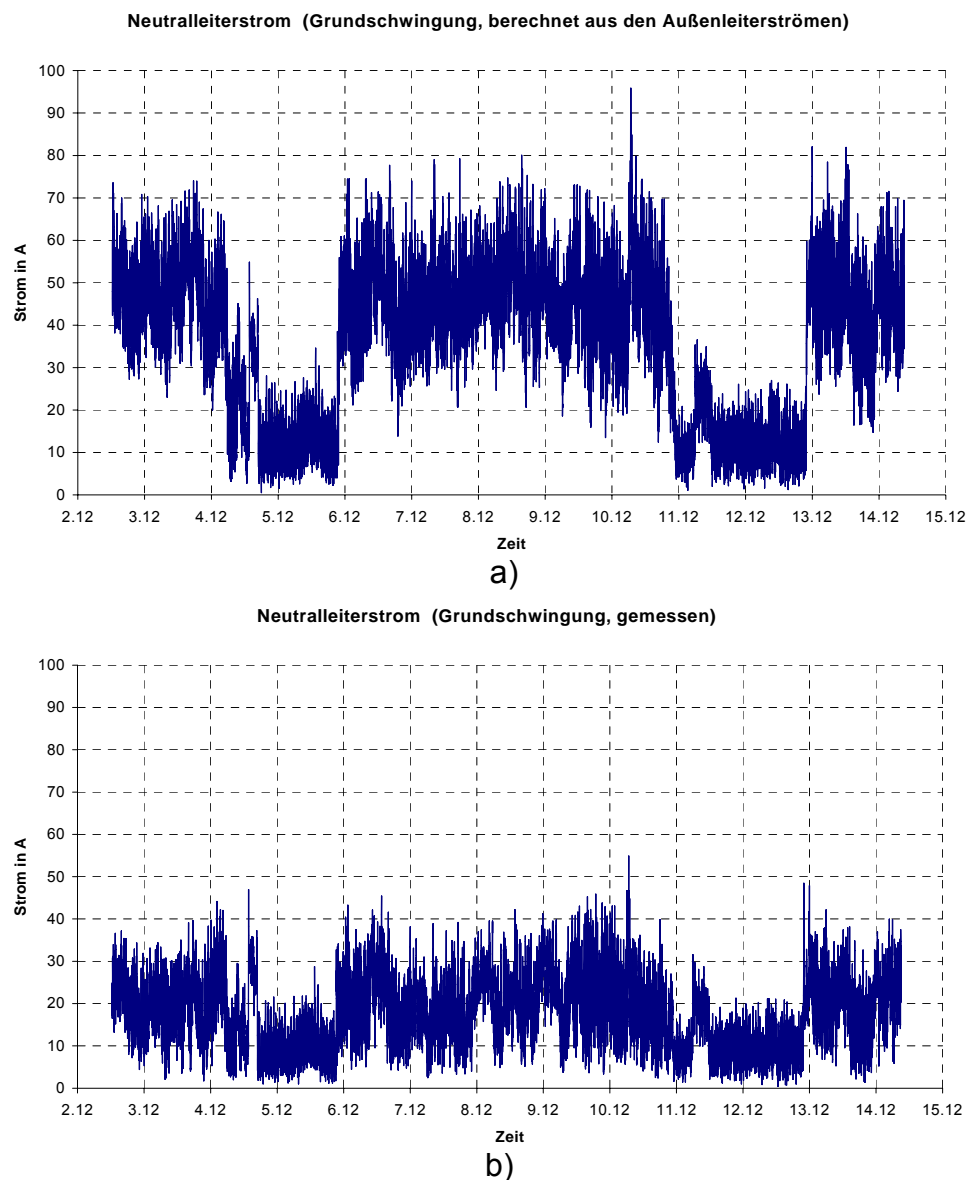 Neutralleiterstrom (Grundschwingung, berechnet aus den Außenleiterströmen)
100
90
80
70
60
50
40
30
20
10
0
Strom in A
2.12 3.12 4.12 5.12 6.12 7.12 8.12 9.12 10.12 11.12 12.12 13.12 14.12 15.12
Zeit
a)
Neutralleiterstrom (Grundschwingung, gemessen)
100
90
80
70
60
50
40
30
20
10
0
Strom in A
2.12 3.12 4.12 5.12 6.12 7.12 8.12 9.12 10.12 11.12 12.12 13.12 14.12 15.12
Zeit
b)